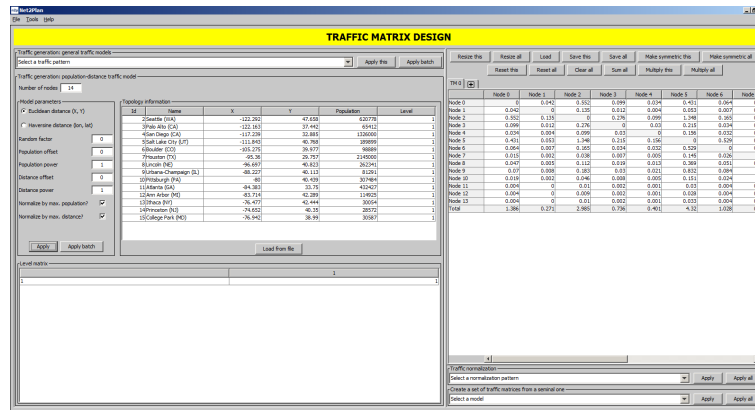 Net2Plan
File Tools Help
TRAFFIC MATRIX DESIGN
Traffic generation: general traffic models
Select a traffic pattern
Apply this Apply batch
Traffic generation: population-distance traffic model
Number of nodes 14
Model parameters
Euclidean distance (X, Y)
Haversine distance (lon, lat)
Random factor 0
Population offset 0
Population power 1
Distance offset 0
Distance power 1
Normalize by max. population?
Normalize by max. distance?
Apply Apply batch
Topology information
Id Name X Y Population Level
2 Seattle (WA) -122.292 47.658 620778 1
3 Palo Alto (CA) -122.163 37.442 65412 1
4 San Diego (CA) -117.239 32.885 1326000 1
5 Salt Lake City (UT) -111.843 40.768 189899 1
6 Boulder (CO) -105.275 39.977 98889 1
7 Houston (TX) -95.36 29.757 2145000 1
8 Lincoln (NE) -96.697 40.823 262341 1
9 Urbana-Champaign (IL) -88.227 40.113 81291 1
10 Pittsburgh (PA) -80 40.439 307484 1
11 Atlanta (GA) -84.383 33.75 432427 1
12 Ann Arbor (MI) -83.714 42.289 114925 1
13 Ithaca (NY) -76.477 42.444 30054 1
14 Princeton (NJ) -74.652 40.35 28572 1
15 College Park (MD) -76.942 38.99 30587 1
Load from file
Level matrix
1
1 1
Resize this Resize all Load Save this Save all Make symmetric this Make symmetric all
Reset this Reset all Clear all Sum all Multiply this Multiply all
TM 0
Node 0 Node 1 Node 2 Node 3 Node 4 Node 5 Node 6
Node 0 0 0.042 0.552 0.099 0.034 0.431 0.064
Node 1 0.042 0 0.135 0.012 0.004 0.053 0.007
Node 2 0.552 0.135 0 0.276 0.099 1.348 0.165
Node 3 0.099 0.012 0.276 0 0.03 0.215 0.034
Node 4 0.034 0.004 0.099 0.03 0 0.156 0.032
Node 5 0.431 0.053 1.348 0.215 0.156 0 0.529
Node 6 0.064 0.007 0.165 0.034 0.032 0.529 0
Node 7 0.015 0.002 0.038 0.007 0.005 0.145 0.026
Node 8 0.047 0.005 0.112 0.019 0.013 0.369 0.051
Node 9 0.07 0.008 0.183 0.03 0.021 0.832 0.084
Node 10 0.019 0.002 0.046 0.008 0.005 0.151 0.024
Node 11 0.004 0 0.01 0.002 0.001 0.03 0.004
Node 12 0.004 0 0.009 0.002 0.001 0.028 0.004
Node 13 0.004 0 0.01 0.002 0.001 0.033 0.004
Total 1.386 0.271 2.985 0.736 0.401 4.32 1.028
Traffic normalization
Select a normalization pattern
Apply Apply all
Create a set of traffic matrices from a seminal one
Select a model
Apply Apply all